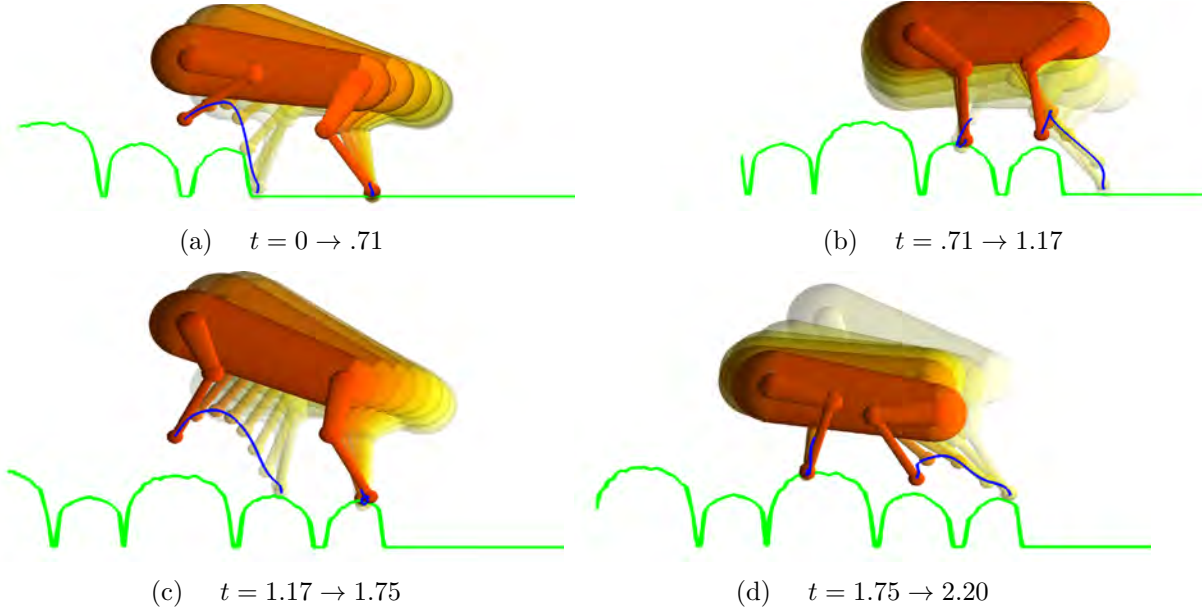 (a) t = 0 → .71
(b) t = .71 → 1.17
(c) t = 1.17 → 1.75
(d) t = 1.75 → 2.20